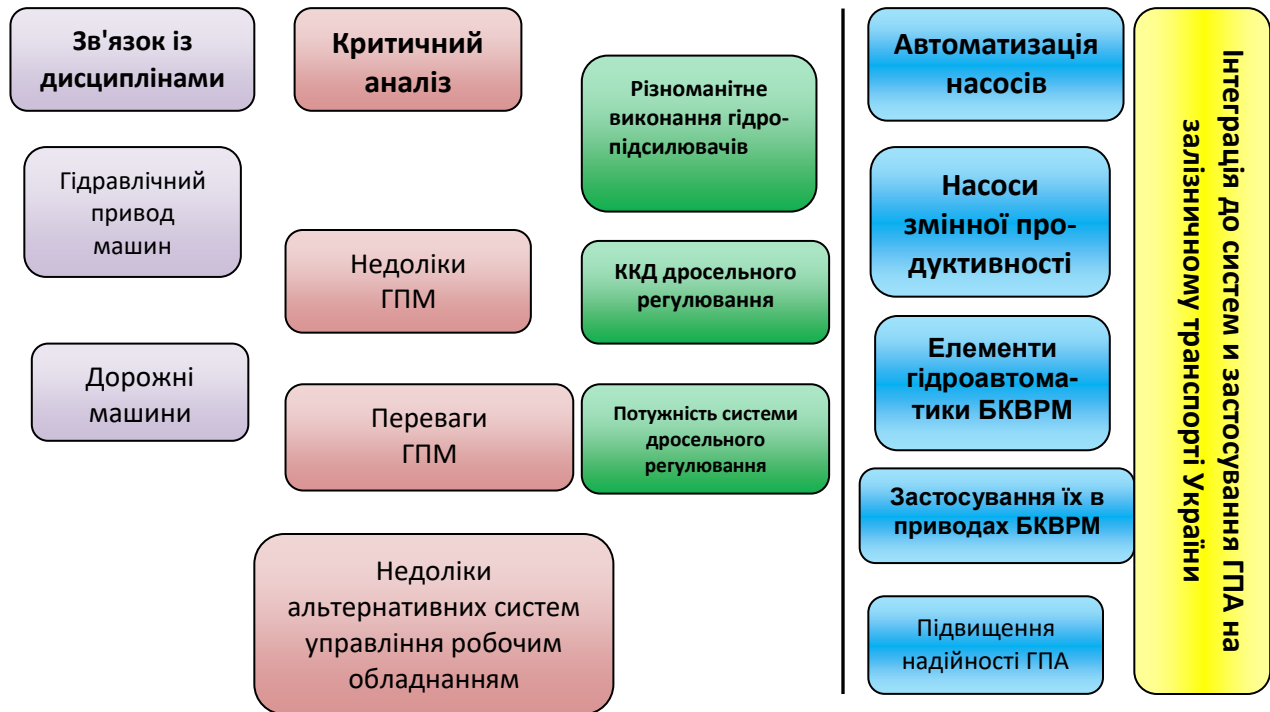 Зв'язок із
дисциплінами
Гідравлічний
привод
машин
Дорожні
машини
Критичний
аналіз
Недоліки
ГПМ
Переваги
ГПМ
Недоліки
альтернативних систем
управління робочим
обладнанням
Різноманітне
виконання гідро-
підсилювачів
ККД дросельного
регулювання
Потужність системи
дросельного
регулювання
Автоматизація
насосів
Насоси
змінної про-
дуктивності
Елементи
гідроавтома-
тики БКВРМ
Застосування їх в
приводах БКВРМ
Підвищення
надійності ГПА
Інтеграція до систем и застосування ГПА на
залізничному транспорті України